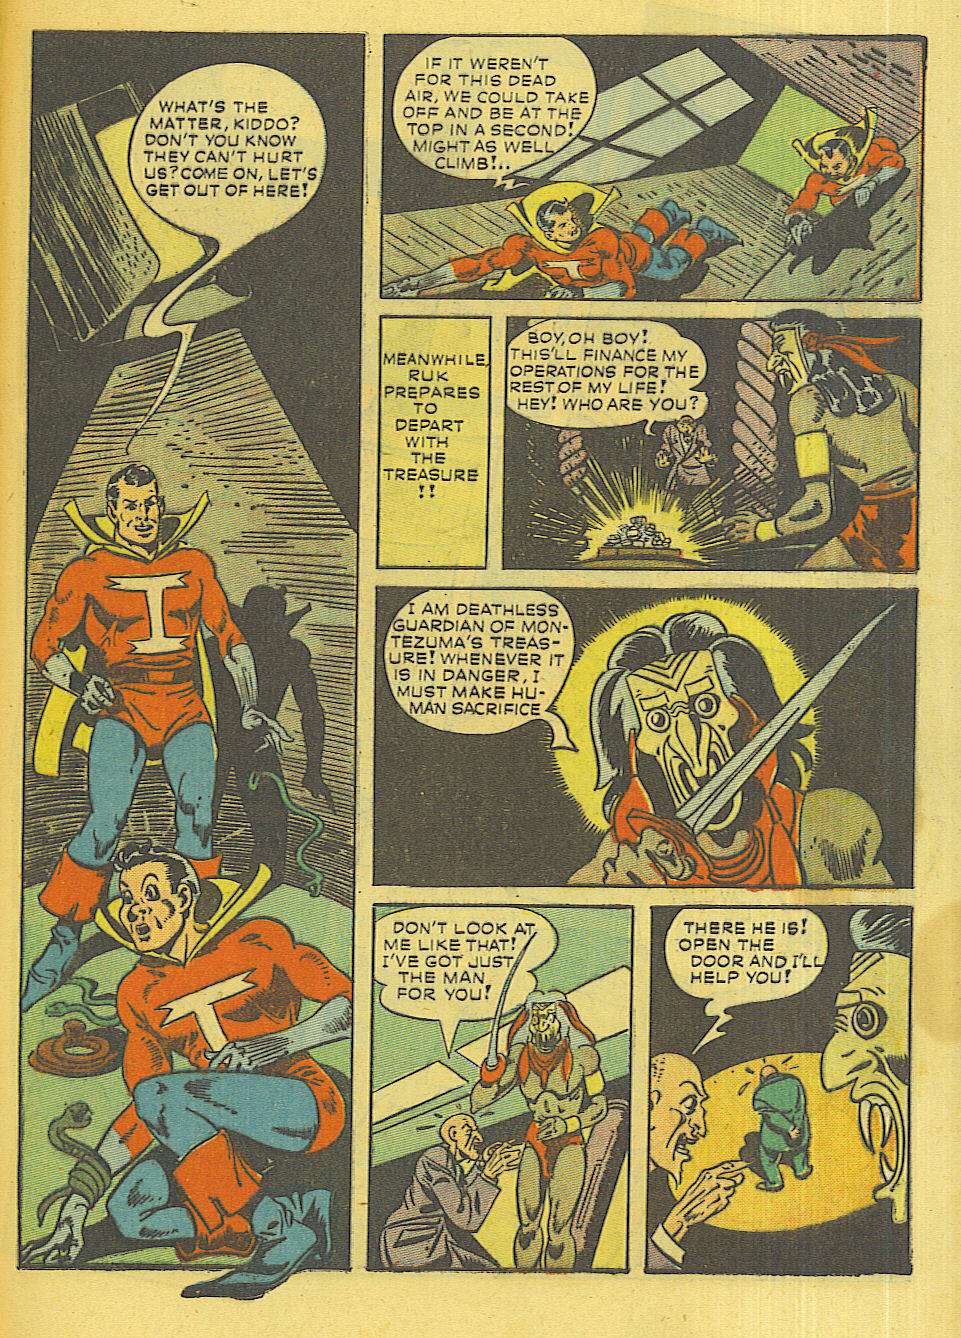 WHAT'S THE
MATTER, KIDDO?
DON'T YOU KNOW
THEY CAN'T HURT
US? COME ON, LET'S
GET OUT OF HERE!
I
T
IF IT WEREN'T
FOR THIS DEAD
AIR, WE COULD TAKE
OFF AND BE AT THE
TOP IN A SECOND!
MIGHT AS WELL
CLIMB!..
I
MEANWHILE,
RUK
PREPARES
TO
DEPART
WITH
THE
TREASURE
!!
BOY, OH BOY!
THIS'LL FINANCE MY
OPERATIONS FOR THE
REST OF MY LIFE!
HEY! WHO ARE YOU?
I AM DEATHLESS
GUARDIAN OF MON-
TEZUMA'S TREAS-
URE! WHENEVER IT
IS IN DANGER, I
MUST MAKE HU-
MAN SACRIFICE
DON'T LOOK AT
ME LIKE THAT!
I'VE GOT JUST
THE MAN
FOR YOU!
THERE HE IS!
OPEN THE
DOOR AND I'LL
HELP YOU!